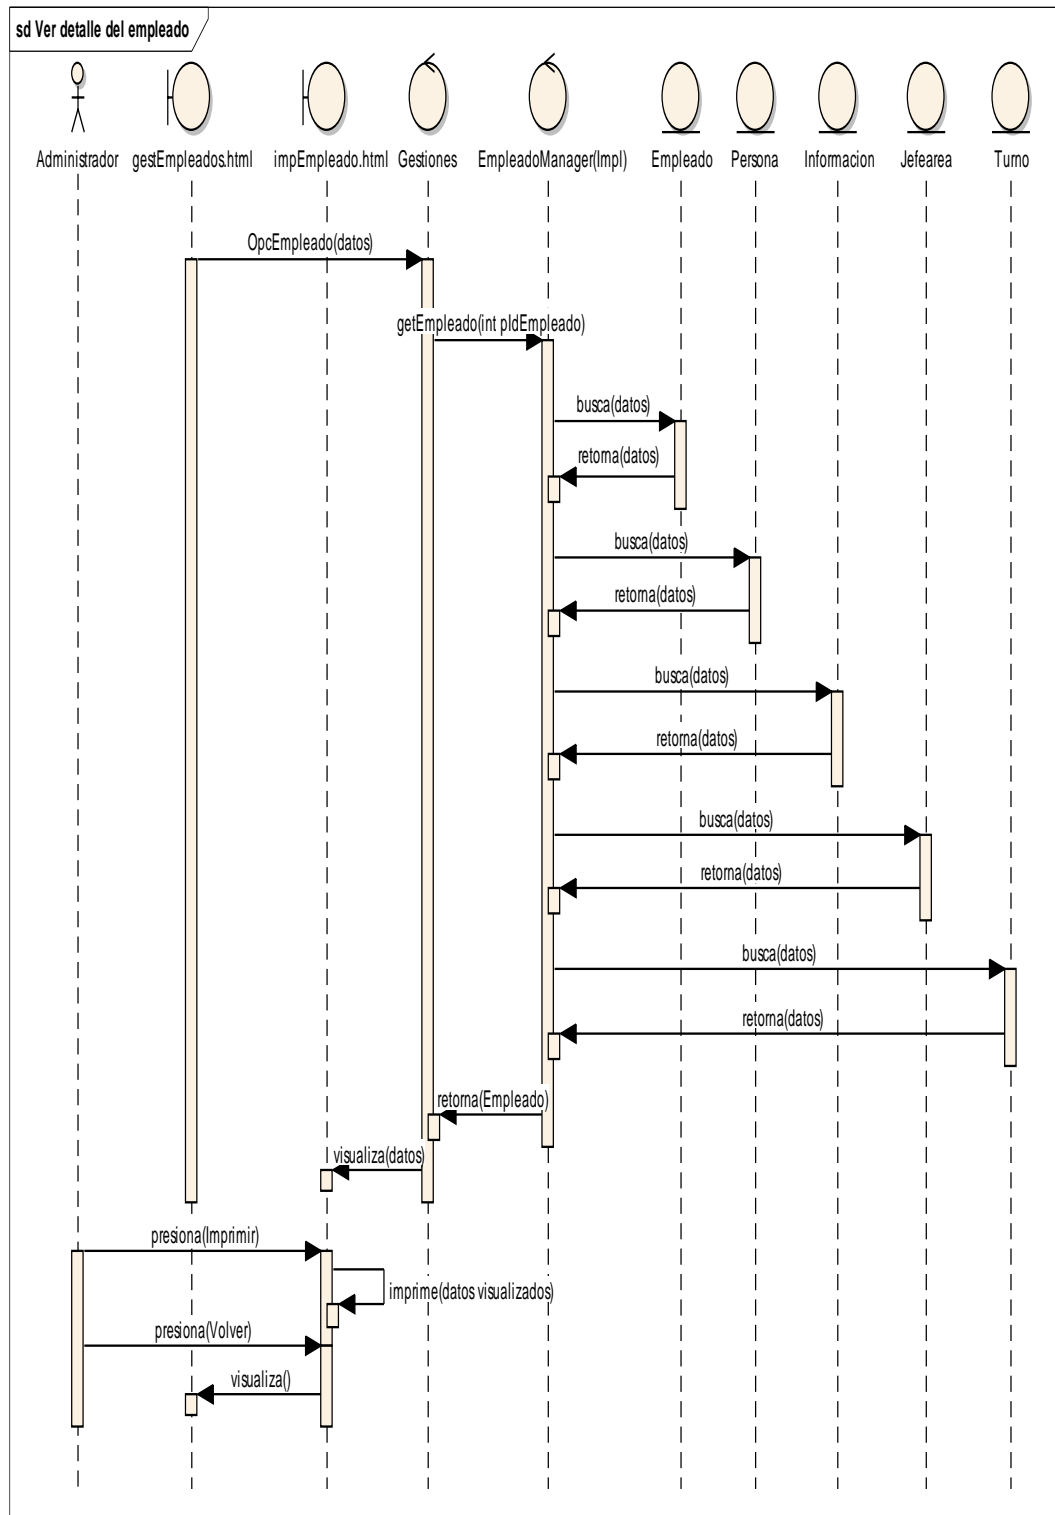 sd Ver detalle del empleado
Administrador gestEmpleados.html impEmpleado.html Gestiones EmpleadoManager(Impl) Empleado Persona Informacion Jefearea Turno
OpcEmpleado(datos)
getEmpleado(int pIdEmpleado)
busca(datos)
retorna(datos)
busca(datos)
retorna(datos)
busca(datos)
retorna(datos)
busca(datos)
retorna(datos)
busca(datos)
retorna(datos)
retorna(Empleado)
visualiza(datos)
presiona(Imprimir)
imprime(datos visualizados)
presiona(Volver)
visualiza()